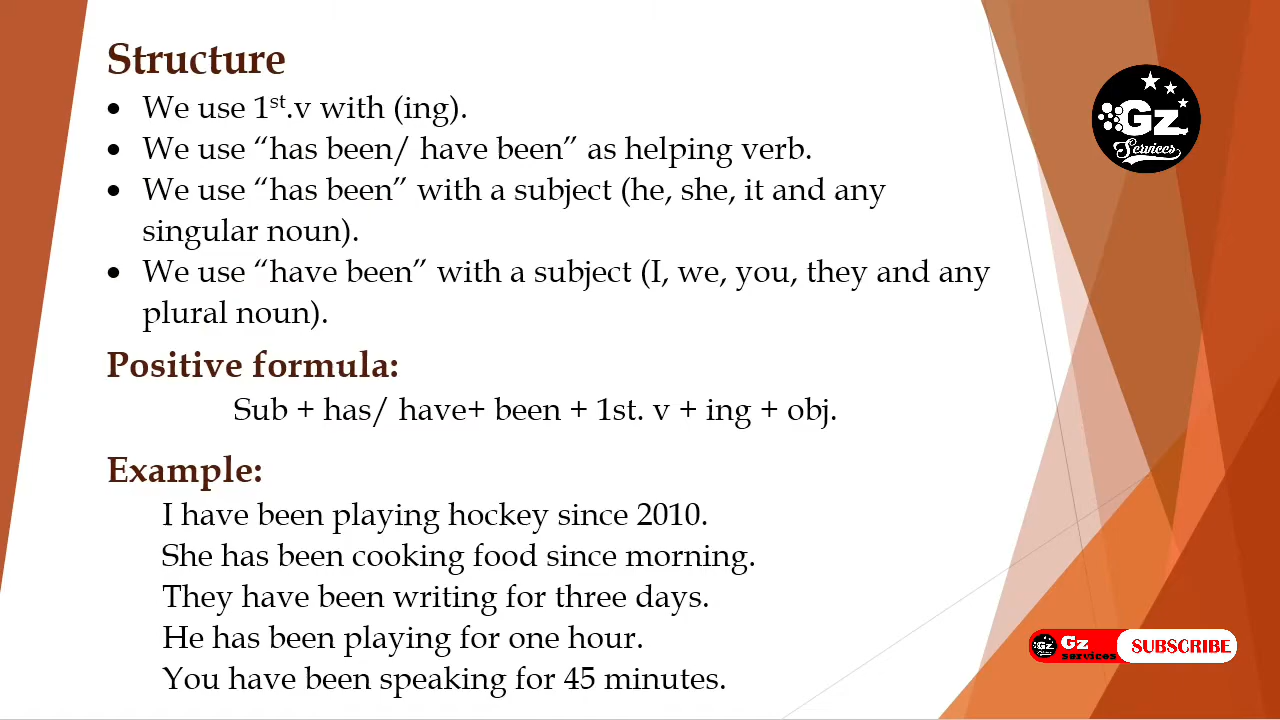 Structure
• We use 1st.v with (ing).
• We use “has been/ have been” as helping verb.
• We use “has been” with a subject (he, she, it and any
singular noun).
• We use “have been” with a subject (I, we, you, they and any
plural noun).
Positive formula:
Sub + has/ have+ been + 1st. v + ing + obj.
Example:
I have been playing hockey since 2010.
She has been cooking food since morning.
They have been writing for three days.
He has been playing for one hour.
You have been speaking for 45 minutes.
Gz
Services
Gz
Gz
services
SUBSCRIBE